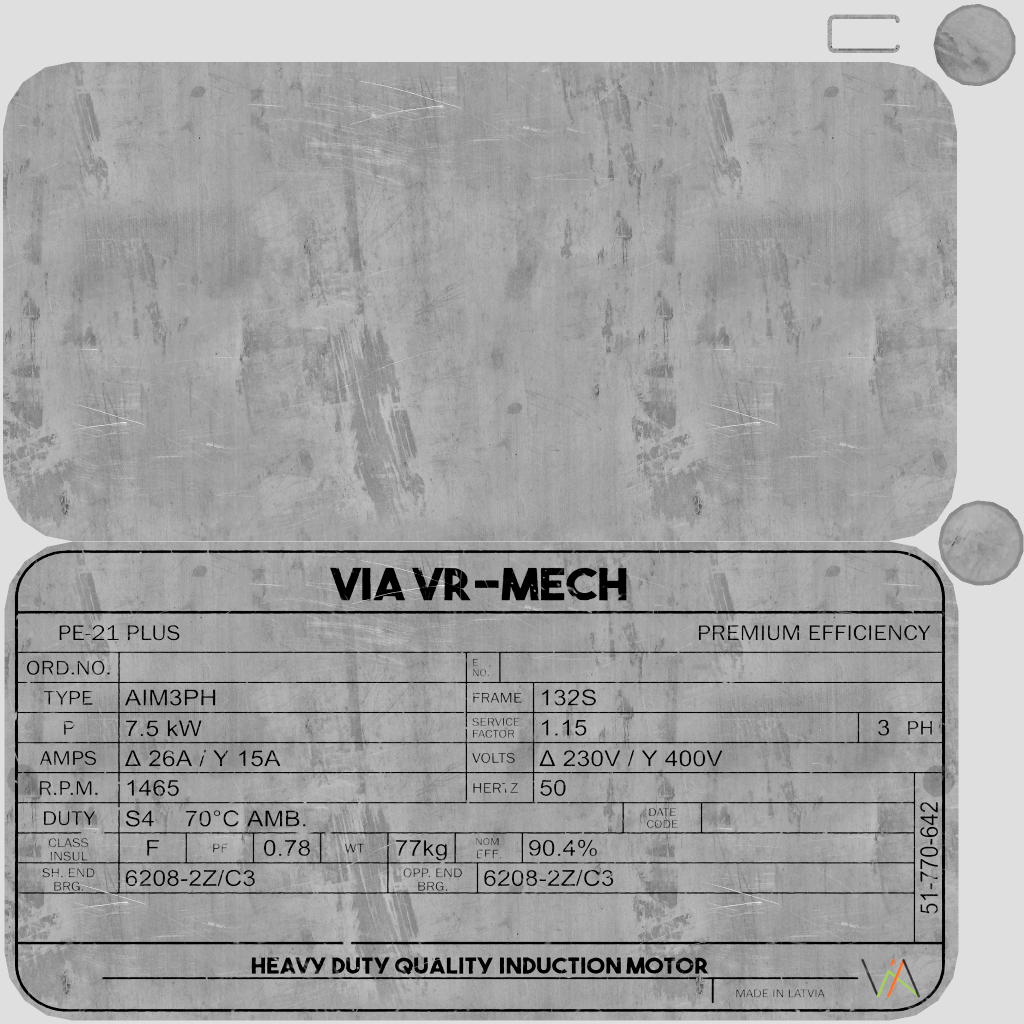 VIA VR-MECH
PE-21 PLUS PREMIUM EFFICIENCY
ORD.NO. E. NO.
TYPE AIM3PH FRAME 132S
P 7.5 kW SERVICE FACTOR 1.15 3 PH
AMPS Δ 26A / Y 15A VOLTS Δ 230V / Y 400V
R.P.M. 1465 HERTZ 50
DUTY S4 70°C AMB. DATE CODE
CLASS INSUL F PF 0.78 WT 77kg NOM. EFF. 90.4%
SH. END BRG. 6208-2Z/C3 OPP. END BRG. 6208-2Z/C3
51-770-642
HEAVY DUTY QUALITY INDUCTION MOTOR
MADE IN LATVIA
VIA